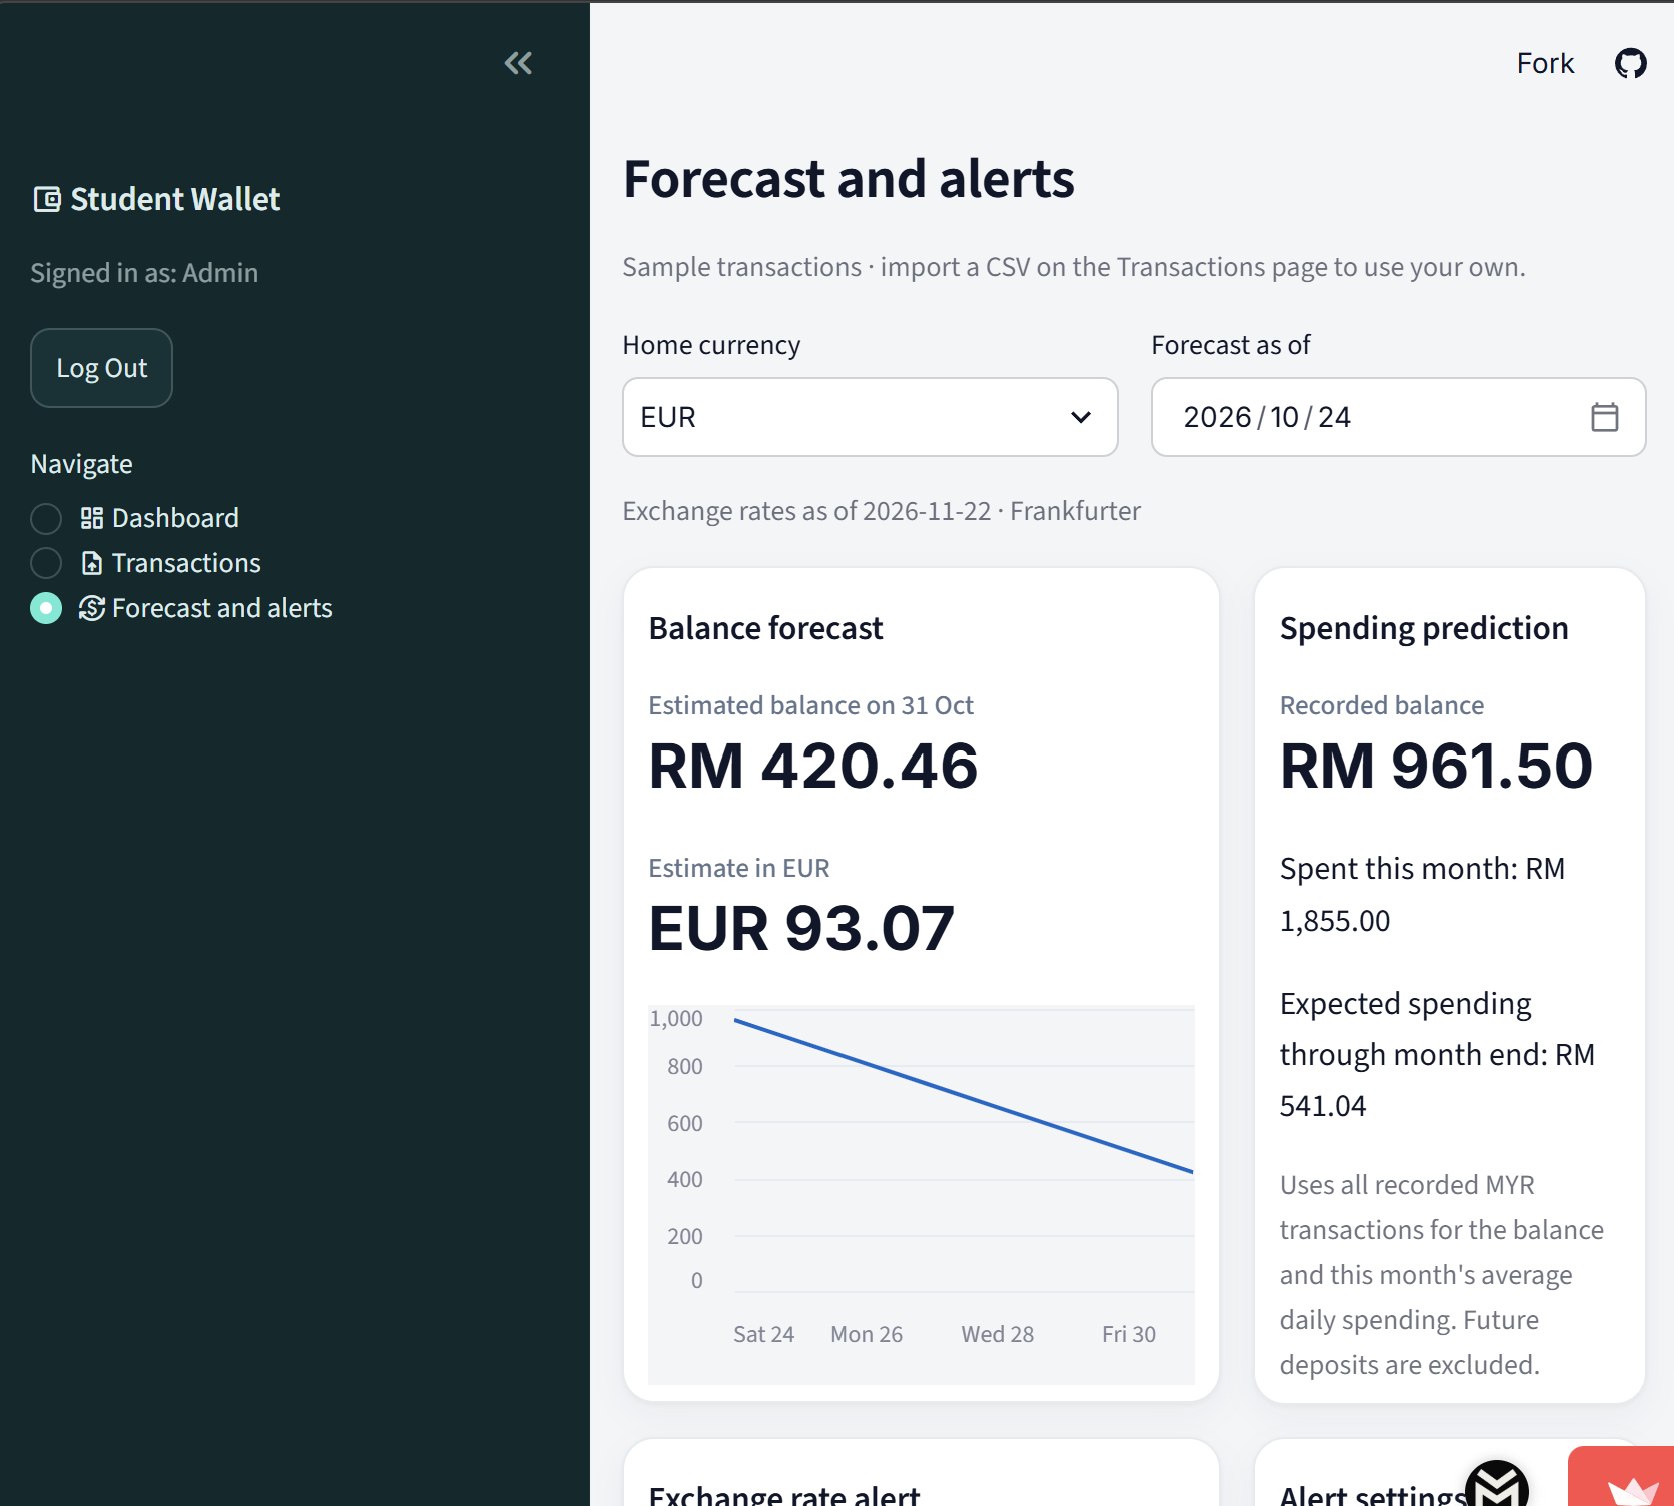 Fork
Student Wallet
Signed in as: Admin
Log Out
Navigate
Dashboard
Transactions
Forecast and alerts
Forecast and alerts
Sample transactions · import a CSV on the Transactions page to use your own.
Home currency
EUR
Forecast as of
2026/10/24
Exchange rates as of 2026-11-22 · Frankfurter
Balance forecast
Estimated balance on 31 Oct
RM 420.46
Estimate in EUR
EUR 93.07
1,000
800
600
400
200
0
Sat 24 Mon 26 Wed 28 Fri 30
Spending prediction
Recorded balance
RM 961.50
Spent this month: RM
1,855.00
Expected spending
through month end: RM
541.04
Uses all recorded MYR
transactions for the balance
and this month's average
daily spending. Future
deposits are excluded.
Exchange rate alert
Alert settings